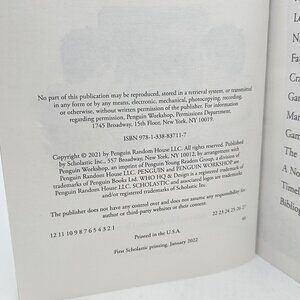 No part of this publication may be reproduced, stored in a retrieval system, or transmitted
in any form or by any means, electronic, mechanical, photocopying, recording,
or otherwise, without written permission of the publisher. For information
regarding permission, Penguin Workshop, Permissions Department,
1745 Broadway, 15th Floor, New York, NY 10019.
ISBN 978-1-338-83711-7
Copyright © 2021 by Penguin Random House LLC. All rights reserved. Published
by Scholastic Inc., 557 Broadway, New York, NY 10012, by arrangement with
Penguin Workshop, an imprint of Penguin Young Readers Group, a division of
Penguin Random House LLC. PENGUIN and PENGUIN WORKSHOP are
trademarks of Penguin Books Ltd. WHO HQ & Design is a registered trademark of
Penguin Random House LLC. SCHOLASTIC and associated logos are trademarks
and/or registered trademarks of Scholastic Inc.
The publisher does not have any control over and does not assume any responsibility for
author or third-party websites or their content.
12 11 10 9 8 7 6 5 4 3 2 1 22 23 24 25 26 27
Printed in the U.S.A. 40
First Scholastic printing, January 2022
N
Fa
Cra
Gar
Mar
Gam
The
A No
Timel
Bibliog